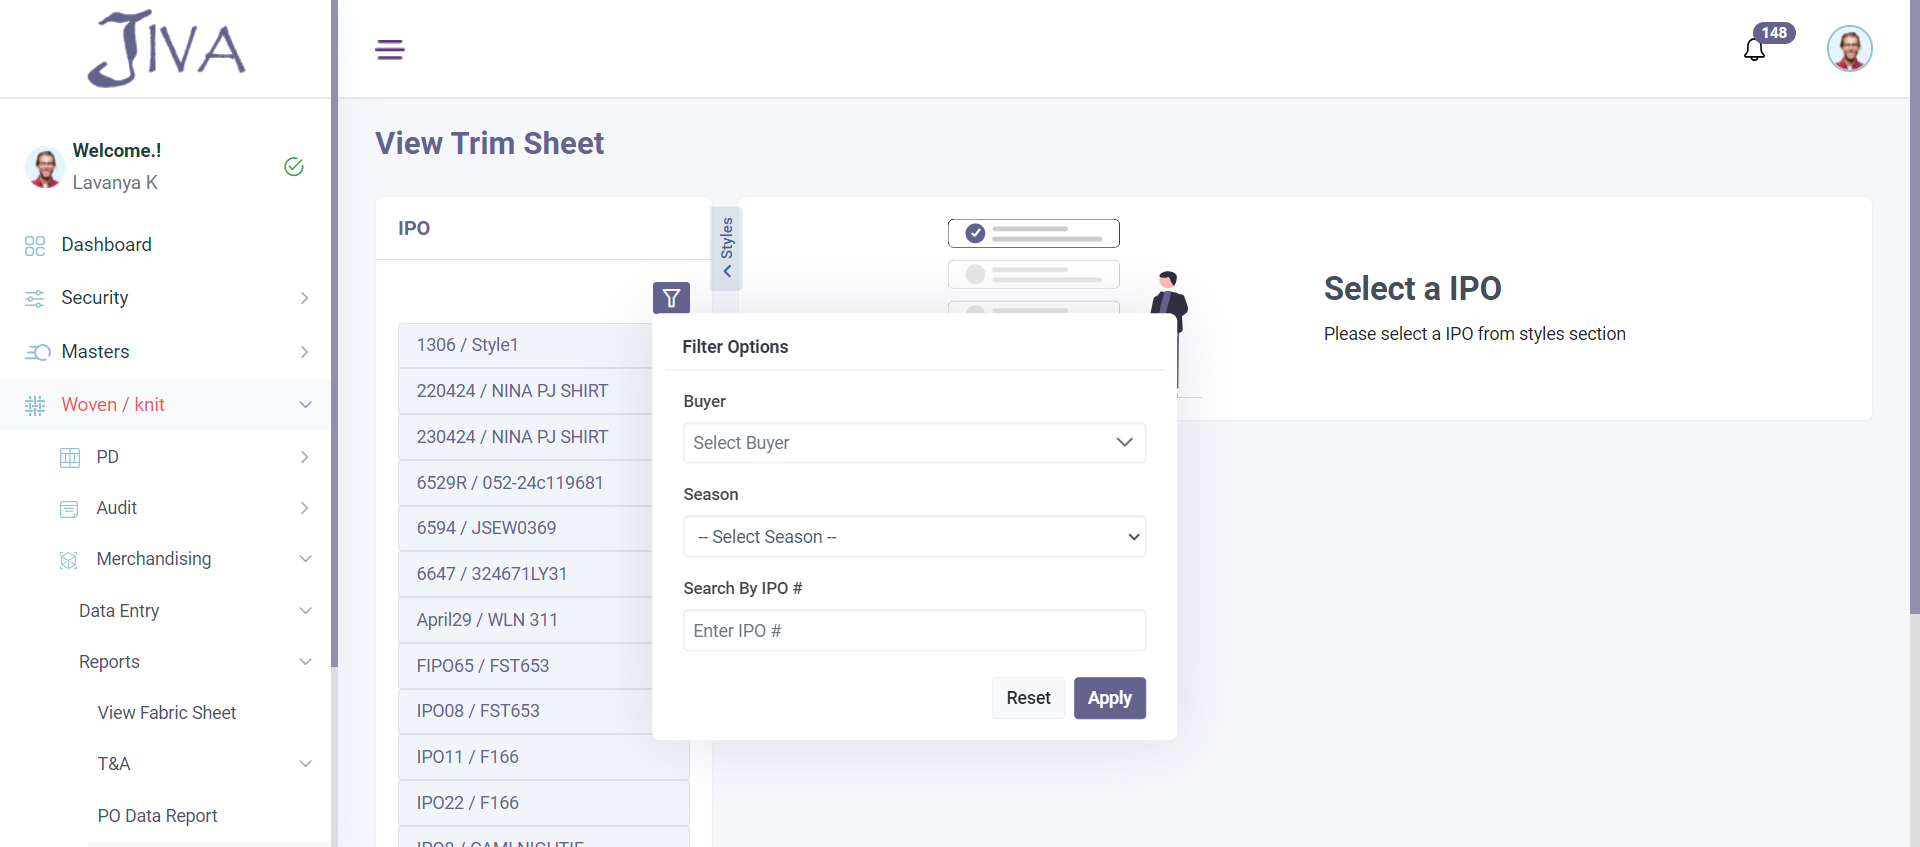 JIVA
148
Welcome.!
Lavanya K
Dashboard
Security
Masters
Woven / knit
PD
Audit
Merchandising
Data Entry
Reports
View Fabric Sheet
T&A
PO Data Report
View Trim Sheet
IPO
Styles
1306 / Style1
220424 / NINA PJ SHIRT
230424 / NINA PJ SHIRT
6529R / 052-24c119681
6594 / JSEW0369
6647 / 324671LY31
April29 / WLN 311
FIPO65 / FST653
IPO08 / FST653
IPO11 / F166
IPO22 / F166
Filter Options
Buyer
Select Buyer
Season
-- Select Season --
Search By IPO #
Enter IPO #
Reset
Apply
Select a IPO
Please select a IPO from styles section